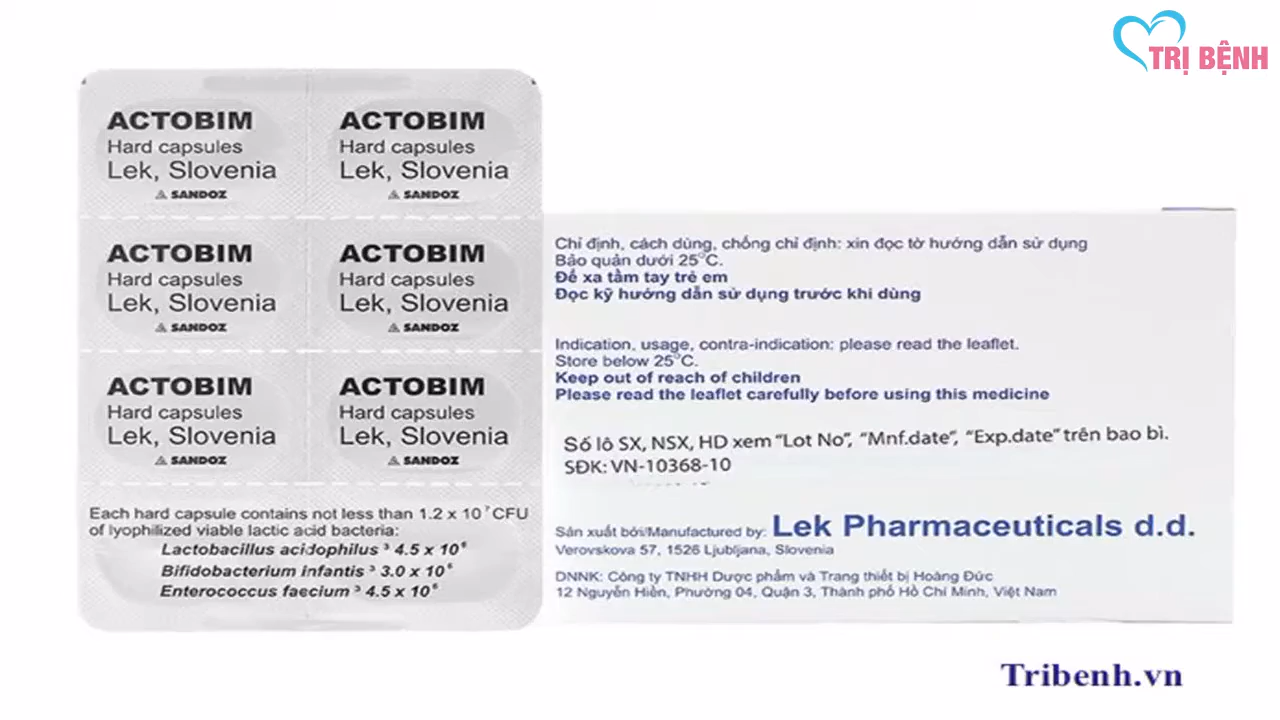 TRỊ BỆNH
ACTOBIM
Hard capsules
Lek, Slovenia
SANDOZ
ACTOBIM
Hard capsules
Lek, Slovenia
SANDOZ
ACTOBIM
Hard capsules
Lek, Slovenia
SANDOZ
ACTOBIM
Hard capsules
Lek, Slovenia
SANDOZ
ACTOBIM
Hard capsules
Lek, Slovenia
SANDOZ
ACTOBIM
Hard capsules
Lek, Slovenia
SANDOZ
Each hard capsule contains not less than 1.2 x 10⁷ CFU
of lyophilized viable lactic acid bacteria:
Lactobacillus acidophilus ³ 4.5 x 10⁶
Bifidobacterium infantis ³ 3.0 x 10⁶
Enterococcus faecium ³ 4.5 x 10⁶
Chỉ định, cách dùng, chống chỉ định: xin đọc tờ hướng dẫn sử dụng
Bảo quản dưới 25°C.
Để xa tầm tay trẻ em
Đọc kỹ hướng dẫn sử dụng trước khi dùng
Indication, usage, contra-indication: please read the leaflet.
Store below 25°C.
Keep out of reach of children
Please read the leaflet carefully before using this medicine
Số lô SX, NSX, HD xem "Lot No", "Mnf.date", "Exp.date" trên bao bì.
SĐK: VN-10368-10
Sản xuất bởi/Manufactured by: Lek Pharmaceuticals d.d.
Verovskova 57, 1526 Ljubljana, Slovenia
DNNK: Công ty TNHH Dược phẩm và Trang thiết bị Hoàng Đức
12 Nguyễn Hiền, Phường 04, Quận 3, Thành phố Hồ Chí Minh, Việt Nam
Tribenh.vn